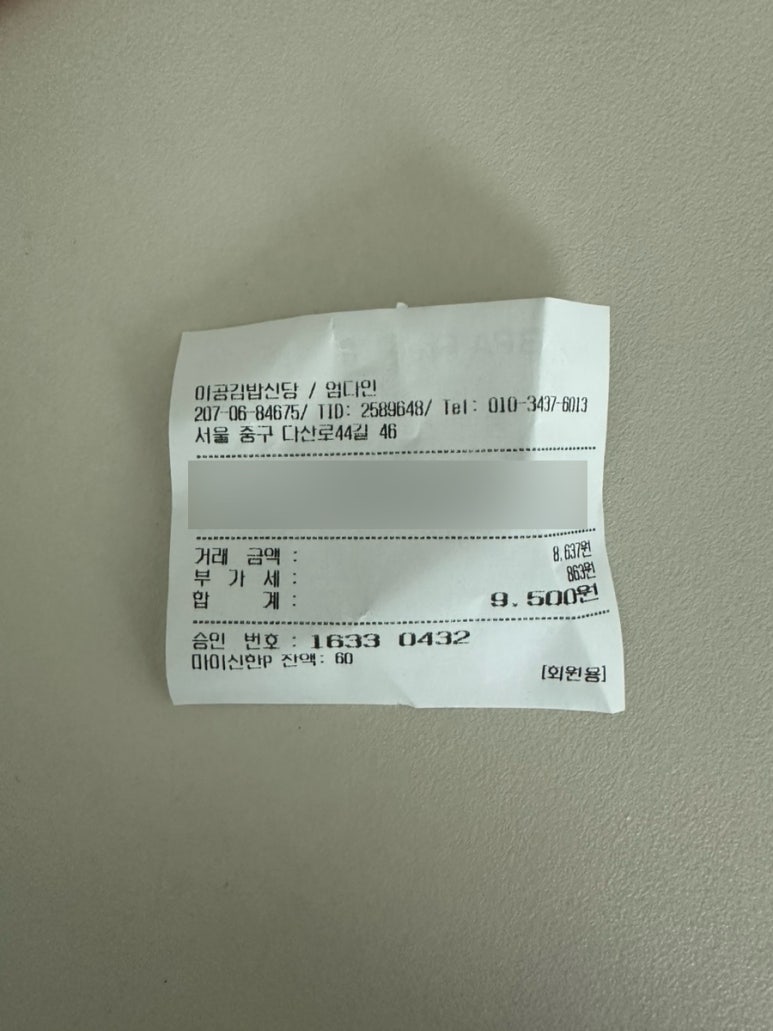 이공김밥신당 / 엄다인
207-06-84675/ TID: 2589648/ Tel: 010-3437-6013
서울 중구 다산로44길 46
거래 금액 : 8,637원
부 가 세 : 863원
합 계 : 9,500원
승인 번호 : 1633 0432
마이신한P 잔액: 60
[회원용]